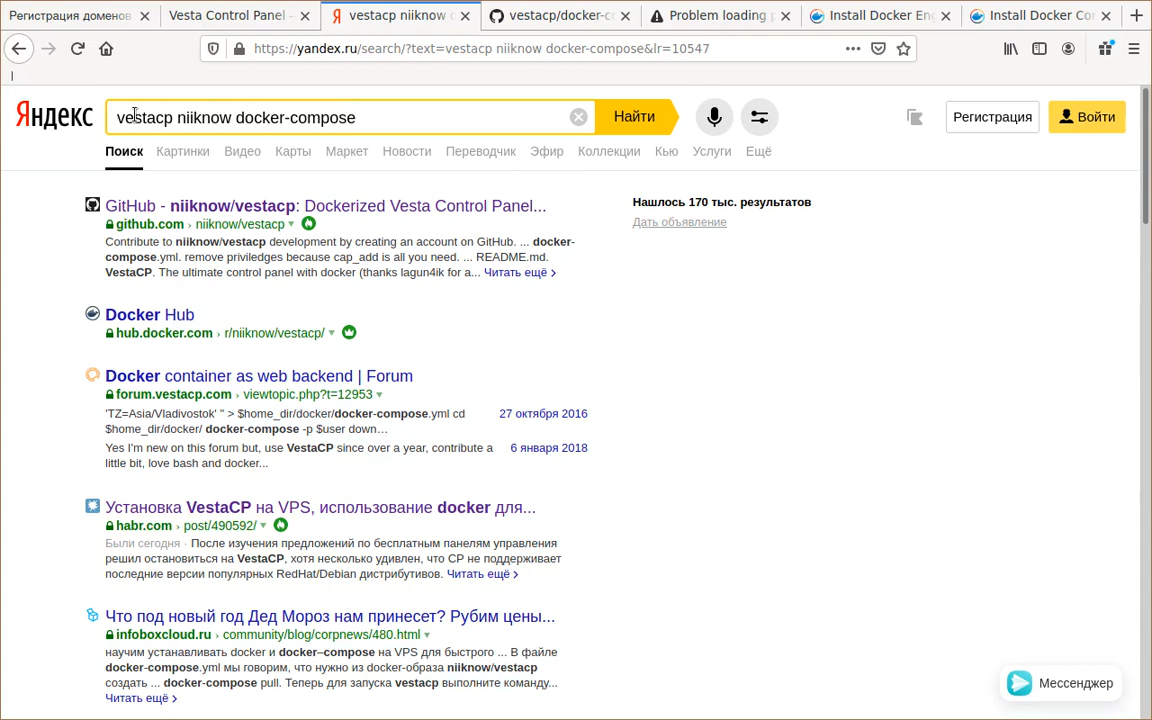 Регистрация доменов
Vesta Control Panel -
vestacp niiknow
vestacp/docker-c
Problem loading
Install Docker En
Install Docker Co
https://yandex.ru/search/?text=vestacp niiknow docker-compose&lr=10547
Яндекс
vestacp niiknow docker-compose
Найти
Регистрация
Войти
Поиск Картинки Видео Карты Маркет Новости Переводчик Эфир Коллекции Кью Услуги Ещё
GitHub - niiknow/vestacp: Dockerized Vesta Control Panel...
github.com › niiknow/vestacp
Contribute to niiknow/vestacp development by creating an account on GitHub. ... docker-
compose.yml. remove priviledges because cap_add is all you need. ... README.md.
VestaCP. The ultimate control panel with docker (thanks lagun4ik for a... Читать ещё ›
Нашлось 170 тыс. результатов
Дать объявление
Docker Hub
hub.docker.com › r/niiknow/vestacp/
Docker container as web backend | Forum
forum.vestacp.com › viewtopic.php?t=12953
'TZ=Asia/Vladivostok' " > $home_dir/docker/docker-compose.yml cd
$home_dir/docker/ docker-compose -p $user down…
27 октября 2016
Yes I'm new on this forum but, use VestaCP since over a year, contribute a
little bit, love bash and docker...
6 января 2018
Установка VestaCP на VPS, использование docker для...
habr.com › post/490592/
Были сегодня · После изучения предложений по бесплатным панелям управления
решил остановиться на VestaCP, хотя несколько удивлен, что CP не поддерживает
последние версии популярных RedHat/Debian дистрибутивов. Читать ещё ›
Что под новый год Дед Мороз нам принесет? Рубим цены...
infoboxcloud.ru › community/blog/corpnews/480.html
научим устанавливать docker и docker–compose на VPS для быстрого ... В файле
docker-compose.yml мы говорим, что нужно из docker-образа niiknow/vestacp
создать ... docker-compose pull. Теперь для запуска vestacp выполните команду...
Читать ещё ›
Мессенджер